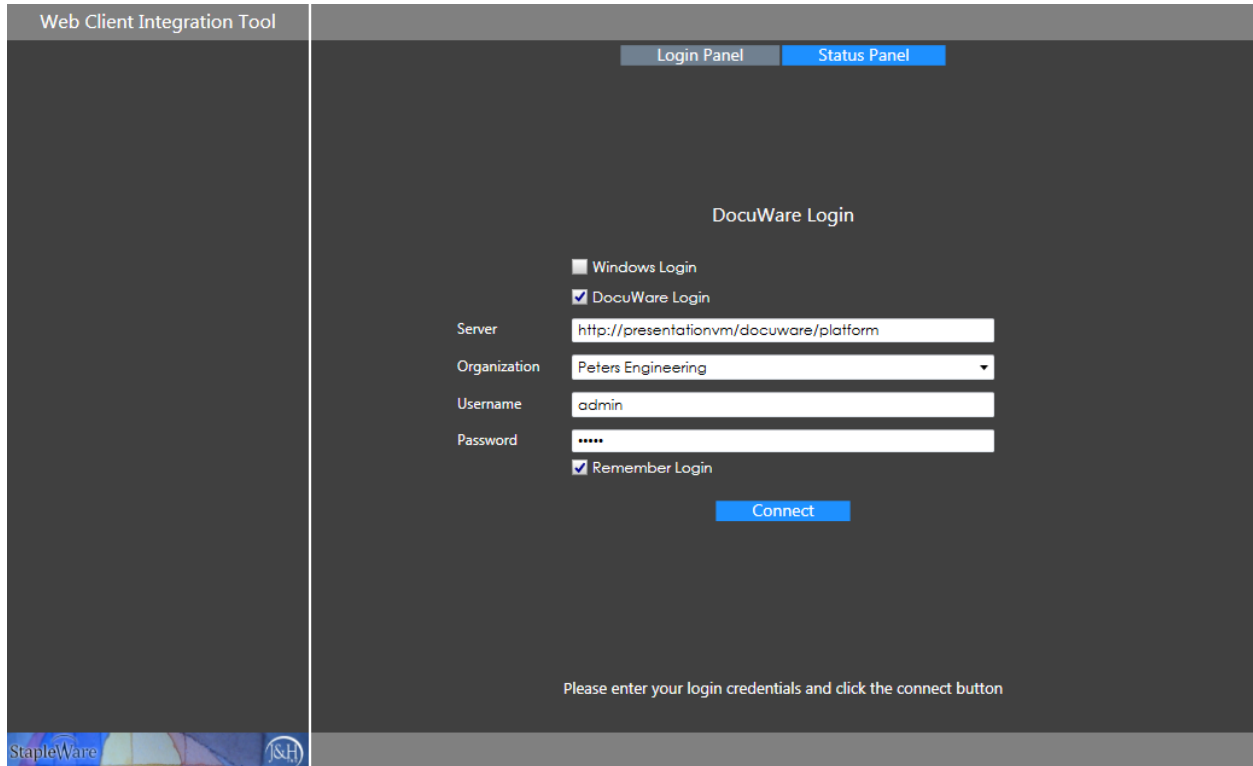 Web Client Integration Tool
Login Panel Status Panel
DocuWare Login
Windows Login
DocuWare Login
Server http://presentationvm/docuware/platform
Organization Peters Engineering
Username admin
Password •••••
Remember Login
Connect
Please enter your login credentials and click the connect button
StapleWare J&H